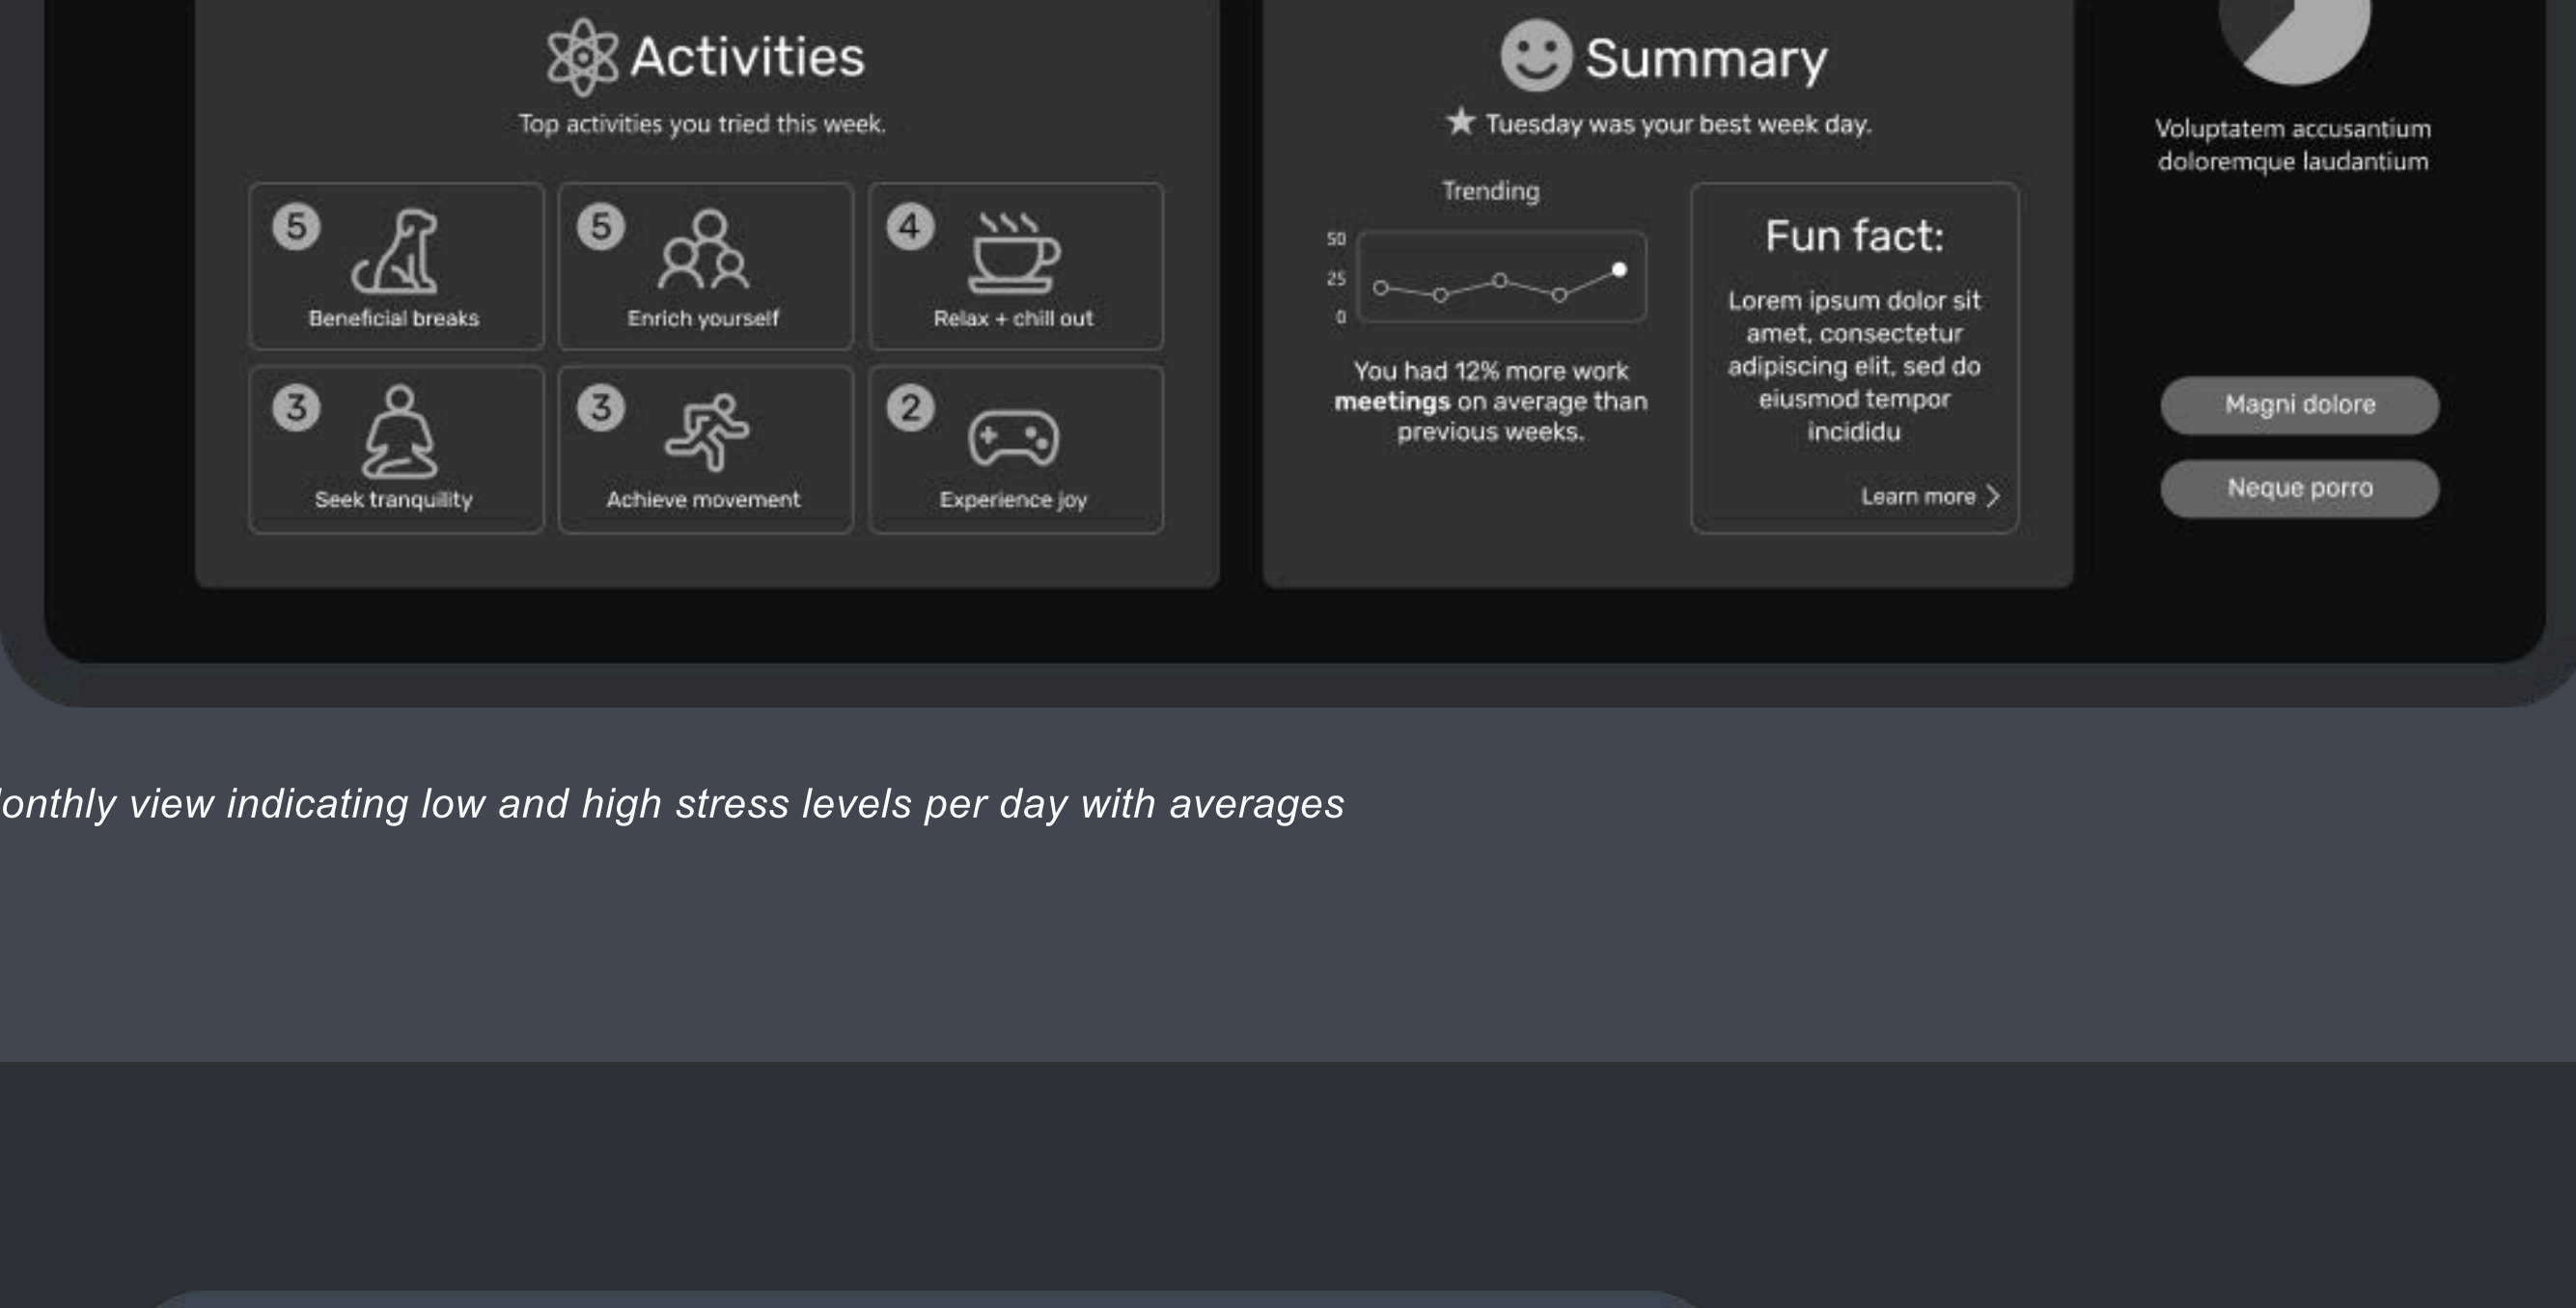 Activities
Top activities you tried this week.
5
Beneficial breaks
5
Enrich yourself
4
Relax + chill out
3
Seek tranquility
3
Achieve movement
2
Experience joy
Summary
★ Tuesday was your best week day.
Trending
50
25
0
You had 12% more work
meetings on average than
previous weeks.
Fun fact:
Lorem ipsum dolor sit
amet, consectetur
adipiscing elit, sed do
eiusmod tempor
incididu
Learn more >
Voluptatem accusantium
doloremque laudantium
Magni dolore
Neque porro
onthly view indicating low and high stress levels per day with averages